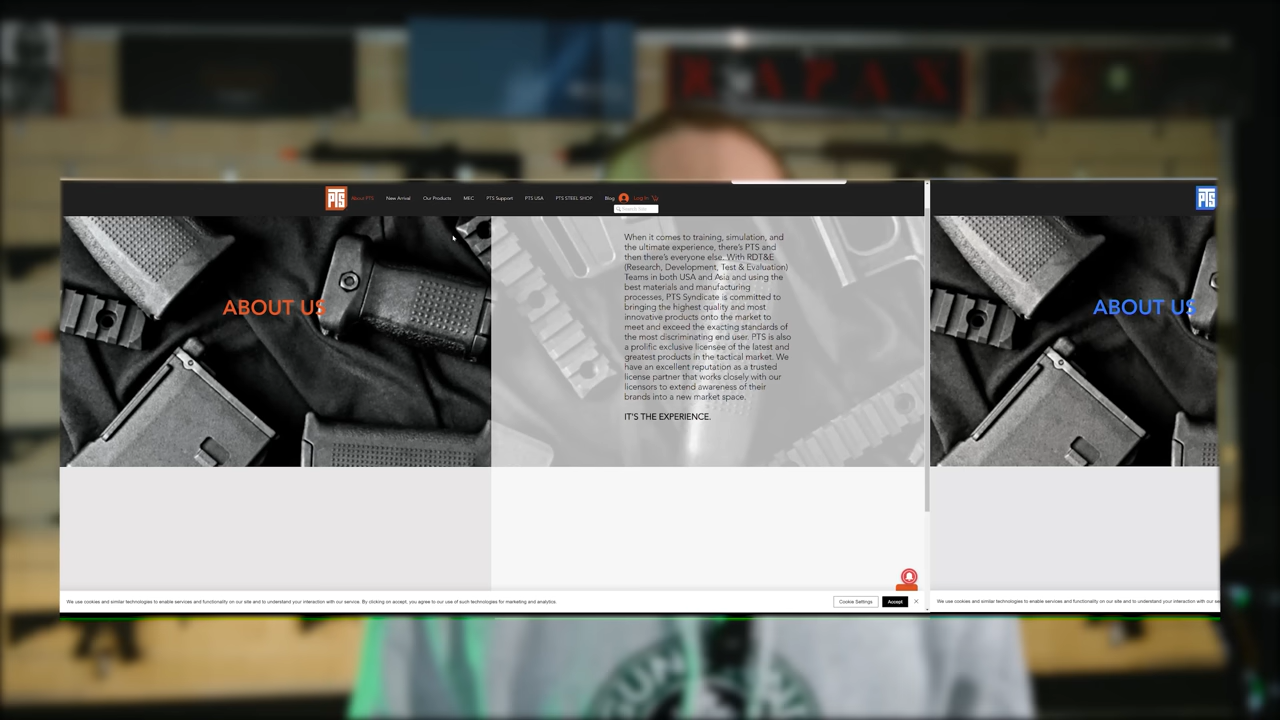 RAPAX
PTS
About PTS
New Arrival
Our Products
MEC
PTS Support
PTS USA
PTS STEEL SHOP
Blog
Log In
ABOUT US
When it comes to training, simulation, and
the ultimate experience, there's PTS and
then there's everyone else. With RDT&E
(Research, Development, Test & Evaluation)
Teams in both USA and Asia and using the
best materials and manufacturing
processes, PTS Syndicate is committed to
bringing the highest quality and most
innovative products onto the market to
meet and exceed the exacting standards of
the most discriminating end user. PTS is also
a prolific exclusive licensee of the latest and
greatest products in the tactical market. We
have an excellent reputation as a trusted
license partner that works closely with our
licensors to extend awareness of their
brands into a new market space.
IT'S THE EXPERIENCE.
We use cookies and similar technologies to enable services and functionality on our site and to understand your interaction with our service. By clicking on accept, you agree to our use of such technologies for marketing and analytics.
Cookie Settings
Accept
PTS
ABOUT US
We use cookies and similar technologies to enable services and functionality on our site and to understand your interaction with our se
GUN